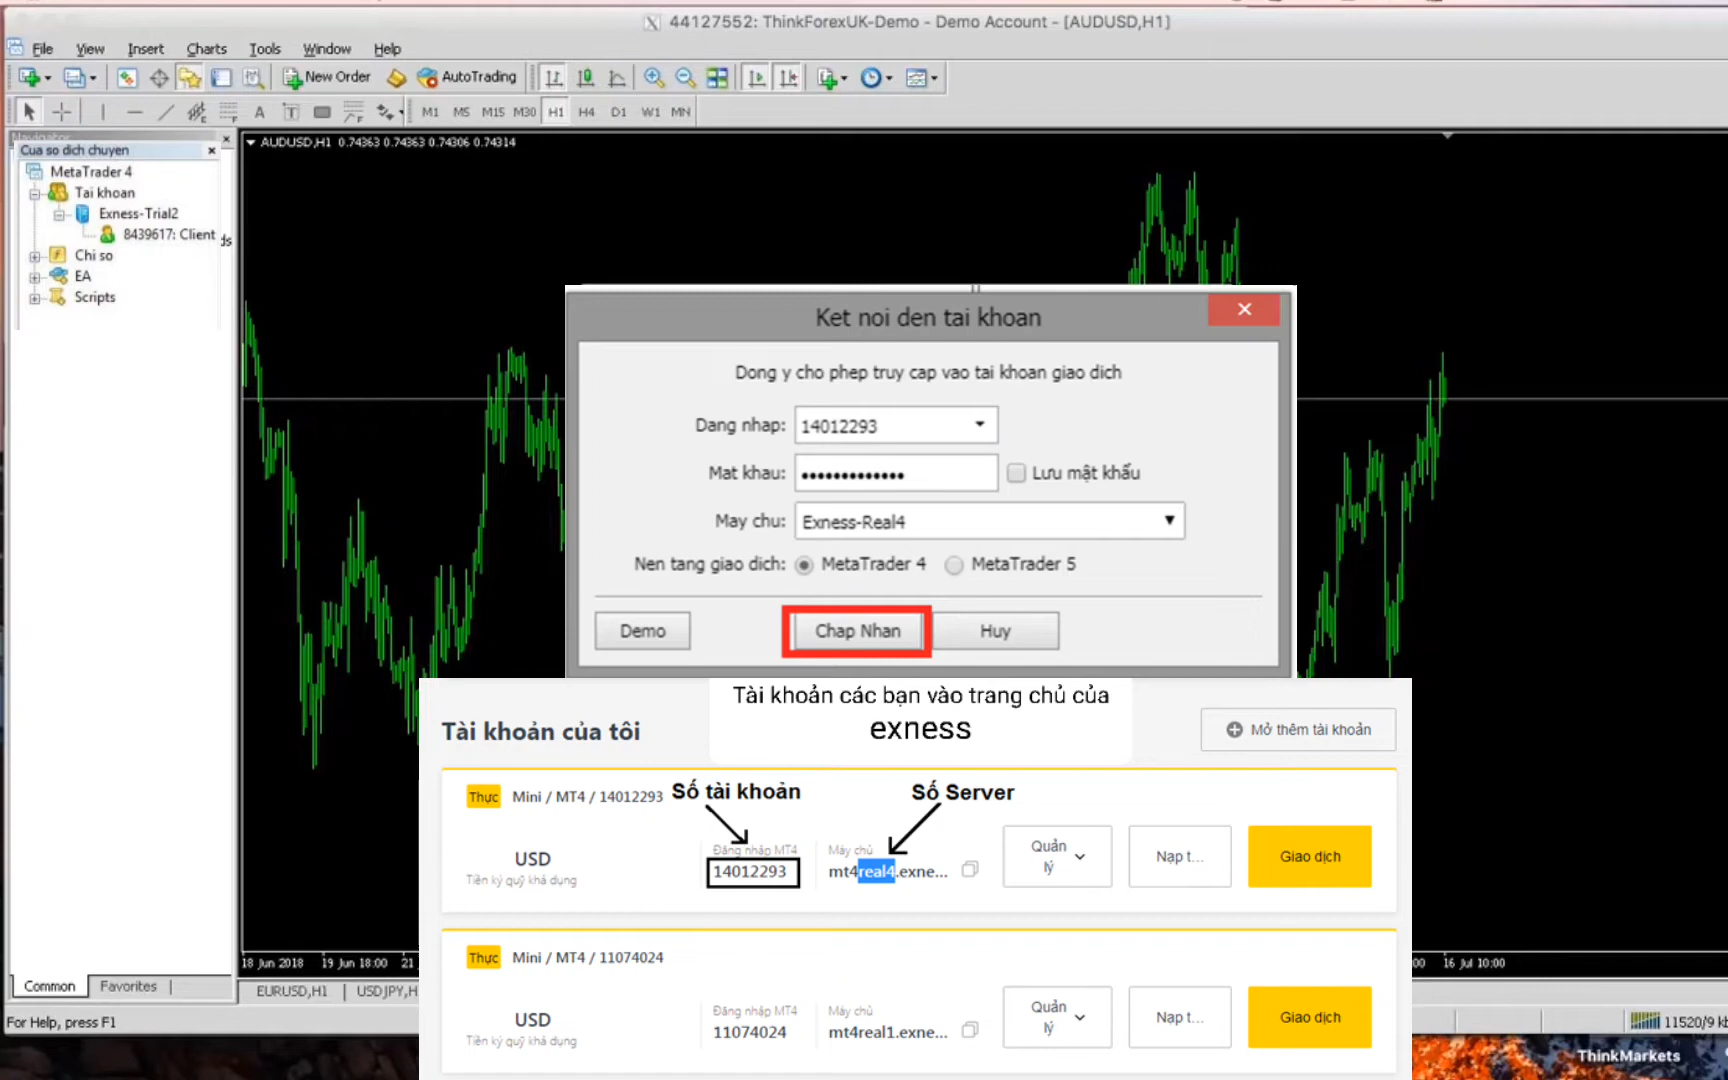 44127552: ThinkForexUK-Demo - Demo Account - [AUDUSD,H1]
File View Insert Charts Tools Window Help
New Order AutoTrading
A T M1 M5 M15 M30 H1 H4 D1 W1 MN
Cua so dich chuyen
MetaTrader 4
Tai khoan
Exness-Trial2
8439617: Client
ds
Chi so
EA
Scripts
AUDUSD,H1 0.74363 0.74363 0.74306 0.74314
Ket noi den tai khoan
Dong y cho phep truy cap vao tai khoan giao dich
Dang nhap: 14012293
Mat khau: •••••••••••••
Lưu mật khẩu
May chu: Exness-Real4
Nen tang giao dich: MetaTrader 4 MetaTrader 5
Demo Chap Nhan Huy
Tài khoản các bạn vào trang chủ của
exness
Tài khoản của tôi
Mở thêm tài khoản
Thực Mini / MT4 / 14012293
Số tài khoản
Số Server
USD
Tiền ký quỹ khả dụng
Đăng nhập MT4
14012293
Máy chủ
mt4real4.exne...
Quản lý
Nạp t...
Giao dịch
Thực Mini / MT4 / 11074024
USD
Tiền ký quỹ khả dụng
Đăng nhập MT4
11074024
Máy chủ
mt4real1.exne...
Quản lý
Nạp t...
Giao dịch
18 Jun 2018 19 Jun 18:00 21
00 16 Jul 10:00
Common Favorites
EURUSD,H1 USDJPY,H
For Help, press F1
11520/9 kb
ThinkMarkets